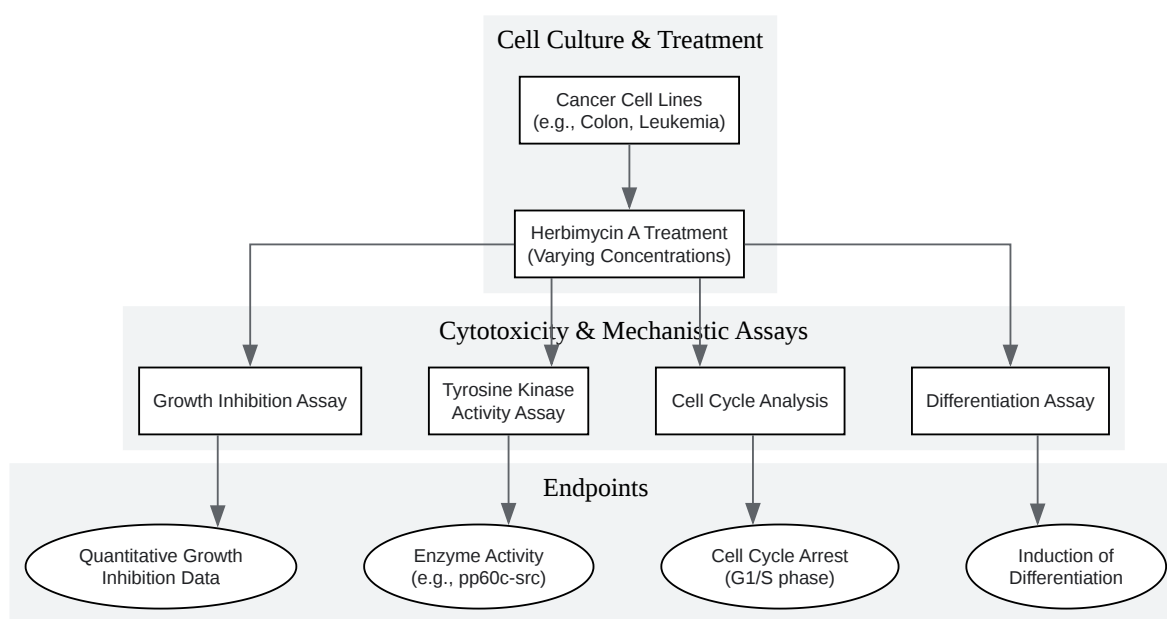 Cell Culture & Treatment
Cancer Cell Lines
(e.g., Colon, Leukemia)
Herbimycin A Treatment
(Varying Concentrations)
Cytotoxicity & Mechanistic Assays
Growth Inhibition Assay
Tyrosine Kinase
Activity Assay
Cell Cycle Analysis
Differentiation Assay
Endpoints
Quantitative Growth
Inhibition Data
Enzyme Activity
(e.g., pp60c-src)
Cell Cycle Arrest
(G1/S phase)
Induction of
Differentiation